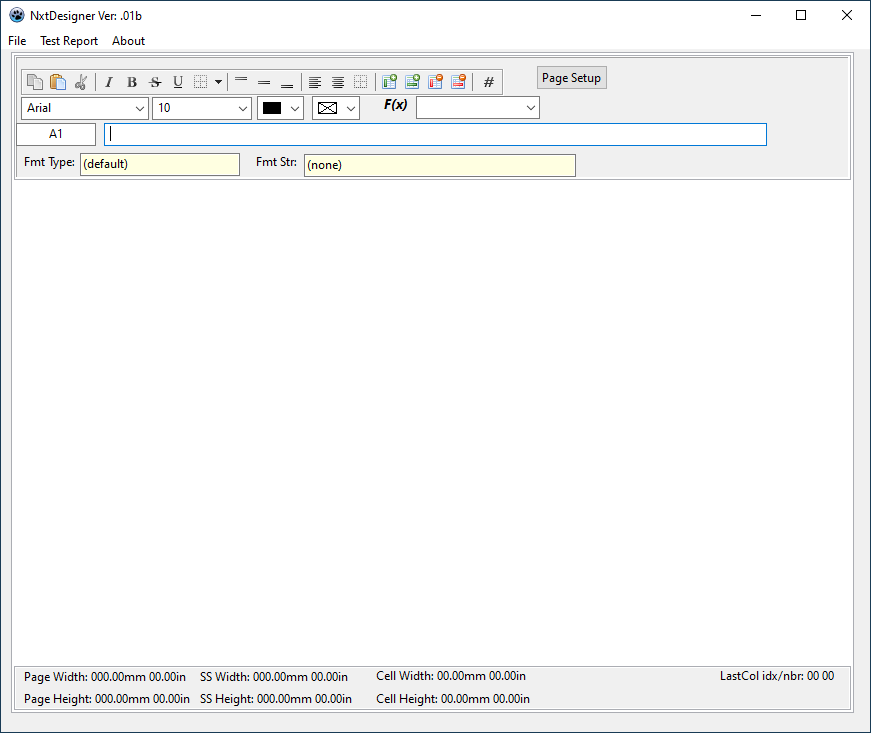 NxtDesigner Ver: .01b
File Test Report About
I B S U # Page Setup
Arial 10 F(x)
A1
Fmt Type: (default) Fmt Str: (none)
Page Width: 000.00mm 00.00in SS Width: 000.00mm 00.00in Cell Width: 00.00mm 00.00in LastCol idx/nbr: 00 00
Page Height: 000.00mm 00.00in SS Height: 000.00mm 00.00in Cell Height: 00.00mm 00.00in